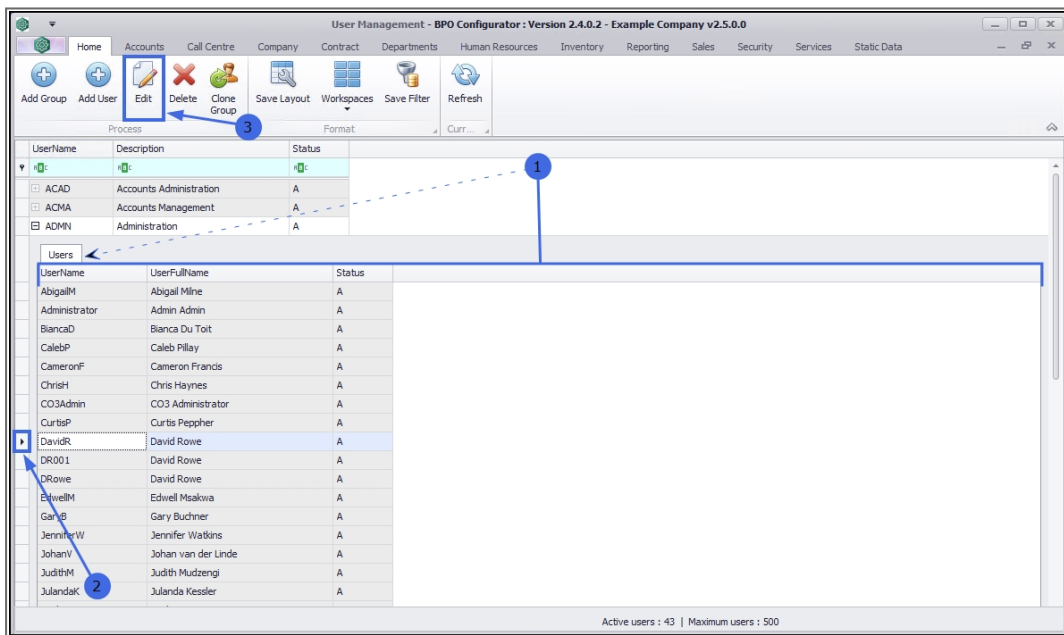 User Management - BPO Configurator : Version 2.4.0.2 - Example Company v2.5.0.0
Home Accounts Call Centre Company Contract Departments Human Resources Inventory Reporting Sales Security Services Static Data
Add Group Add User Edit Delete Clone Group Save Layout Workspaces Save Filter Refresh
Process 3 Format Curr...
UserName Description Status
1
ACAD Accounts Administration A
ACMA Accounts Management A
ADMN Administration A
Users
UserName UserFullName Status
AbigailM Abigail Milne A
Administrator Admin Admin A
BiancaD Bianca Du Toit A
CalebP Caleb Pillay A
CameronF Cameron Francis A
ChrisH Chris Haynes A
CO3Admin CO3 Administrator A
CurtisP Curtis Peppher A
DavidR David Rowe A
DR001 David Rowe A
DRowe David Rowe A
EdwellM Edwell Msakwa A
GaryB Gary Buchner A
JenniferW Jennifer Watkins A
JohanV Johan van der Linde A
JudithM Judith Mudzengi A
JulandaK 2 Julanda Kessler A
Active users : 43 | Maximum users : 500